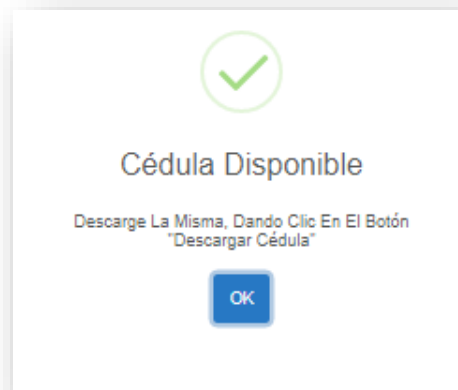 Cédula Disponible
Descarge La Misma, Dando Clic En El Botón
"Descargar Cédula"
OK